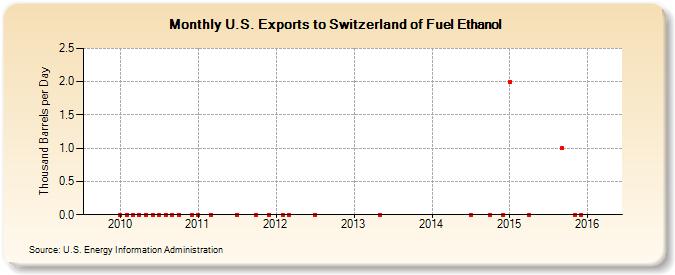 Monthly U.S. Exports to Switzerland of Fuel Ethanol
Thousand Barrels per Day
2.5
2.0
1.5
1.0
0.5
0.0
2010 2011 2012 2013 2014 2015 2016
Source: U.S. Energy Information Administration